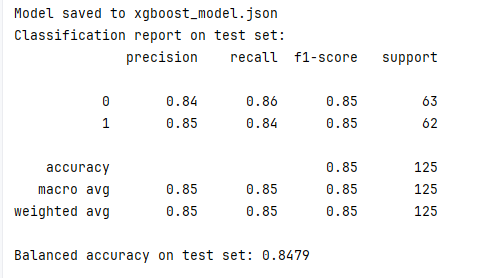 Model saved to xgboost_model.json
Classification report on test set:
precision recall f1-score support
0 0.84 0.86 0.85 63
1 0.85 0.84 0.85 62
accuracy 0.85 125
macro avg 0.85 0.85 0.85 125
weighted avg 0.85 0.85 0.85 125
Balanced accuracy on test set: 0.8479